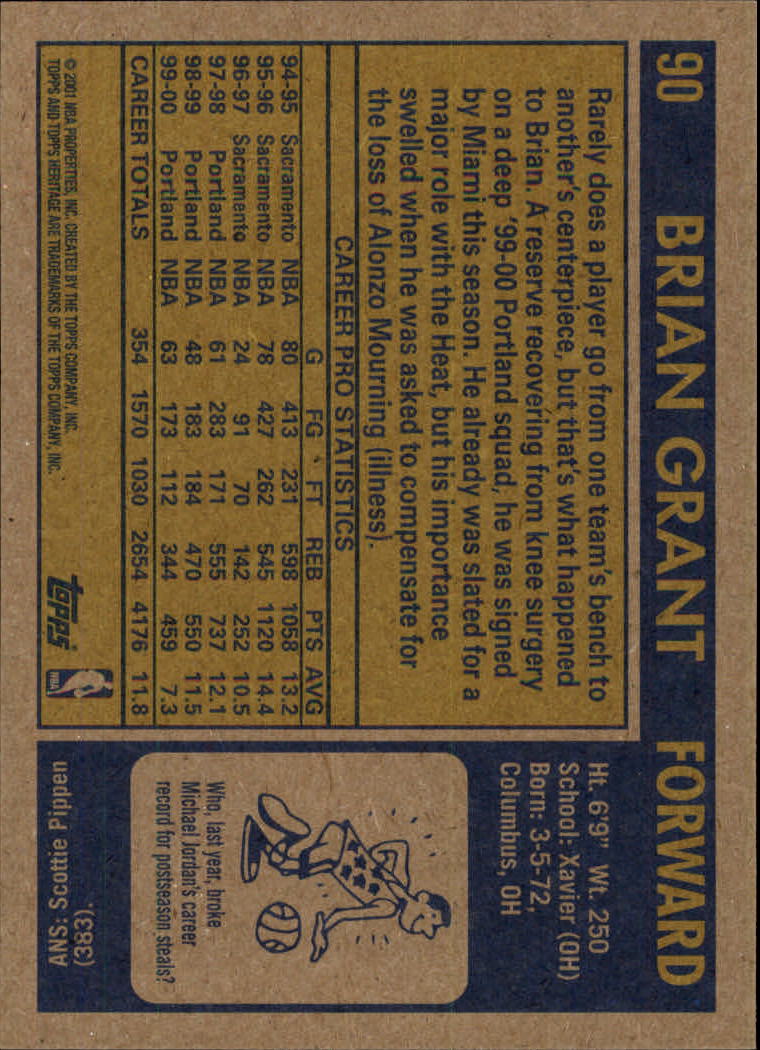 90 BRIAN GRANT FORWARD
Rarely does a player go from one team's bench to
another's centerpiece, but that's what happened
to Brian. A reserve recovering from knee surgery
on a deep '99-00 Portland squad, he was signed
by Miami this season. He already was slated for a
major role with the Heat, but his importance
swelled when he was asked to compensate for
the loss of Alonzo Mourning (illness).
CAREER PRO STATISTICS
G FG FT REB PTS AVG
94-95 Sacramento NBA 80 413 231 598 1058 13.2
95-96 Sacramento NBA 78 427 262 545 1120 14.4
96-97 Sacramento NBA 24 91 70 142 252 10.5
97-98 Portland NBA 61 283 171 555 737 12.1
98-99 Portland NBA 48 183 184 470 550 11.5
99-00 Portland NBA 63 173 112 344 459 7.3
CAREER TOTALS 354 1570 1030 2654 4176 11.8
© 2001 NBA PROPERTIES, INC. CREATED BY THE TOPPS COMPANY, INC.
TOPPS AND TOPPS HERITAGE ARE TRADEMARKS OF THE TOPPS COMPANY, INC.
topps
NBA
Ht. 6'9" Wt. 250
School: Xavier (OH)
Born: 3-5-72,
Columbus, OH
Who, last year, broke
Michael Jordan's career
record for postseason steals?
ANS: Scottie Pippen
(383).